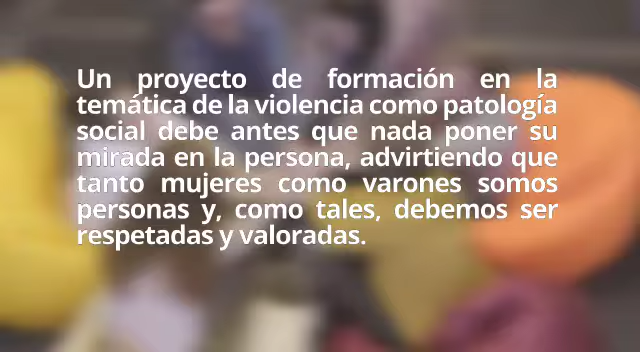 Un proyecto de formación en la
temática de la violencia como patología
social debe antes que nada poner su
mirada en la persona, advirtiendo que
tanto mujeres como varones somos
personas y, como tales, debemos ser
respetadas y valoradas.